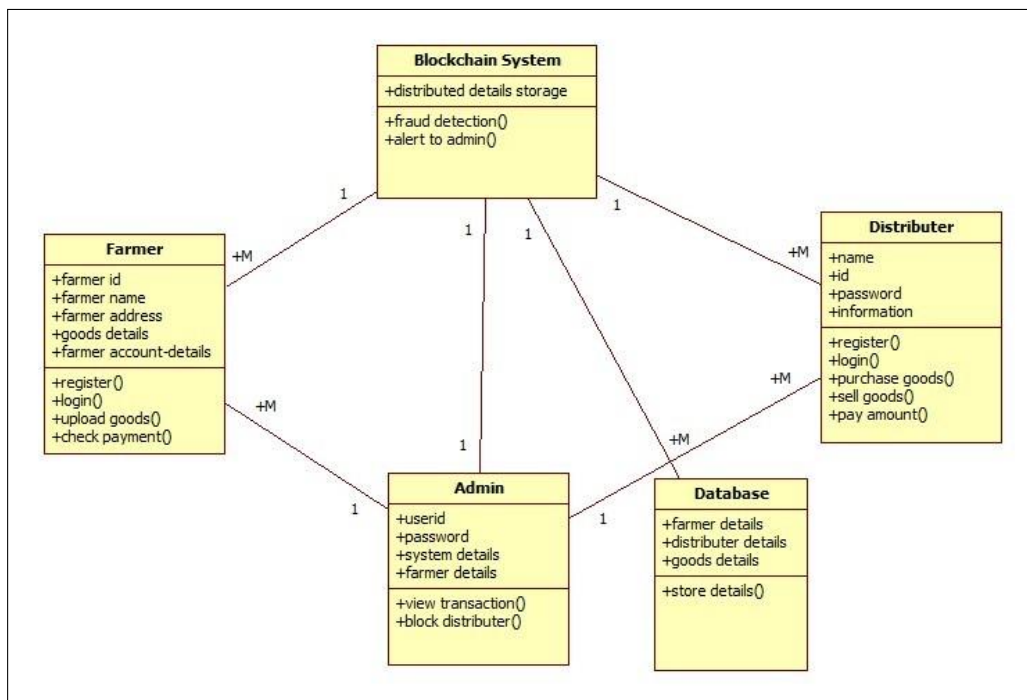 Blockchain System
+distributed details storage
+fraud detection()
+alert to admin()
1
1
1
1
+M
+M
Farmer
+farmer id
+farmer name
+farmer address
+goods details
+farmer account-details
+register()
+login()
+upload goods()
+check payment()
Distributer
+name
+id
+password
+information
+register()
+login()
+purchase goods()
+sell goods()
+pay amount()
+M
+M
1
+M
1
1
Admin
+userid
+password
+system details
+farmer details
+view transaction()
+block distributer()
Database
+farmer details
+distributer details
+goods details
+store details()